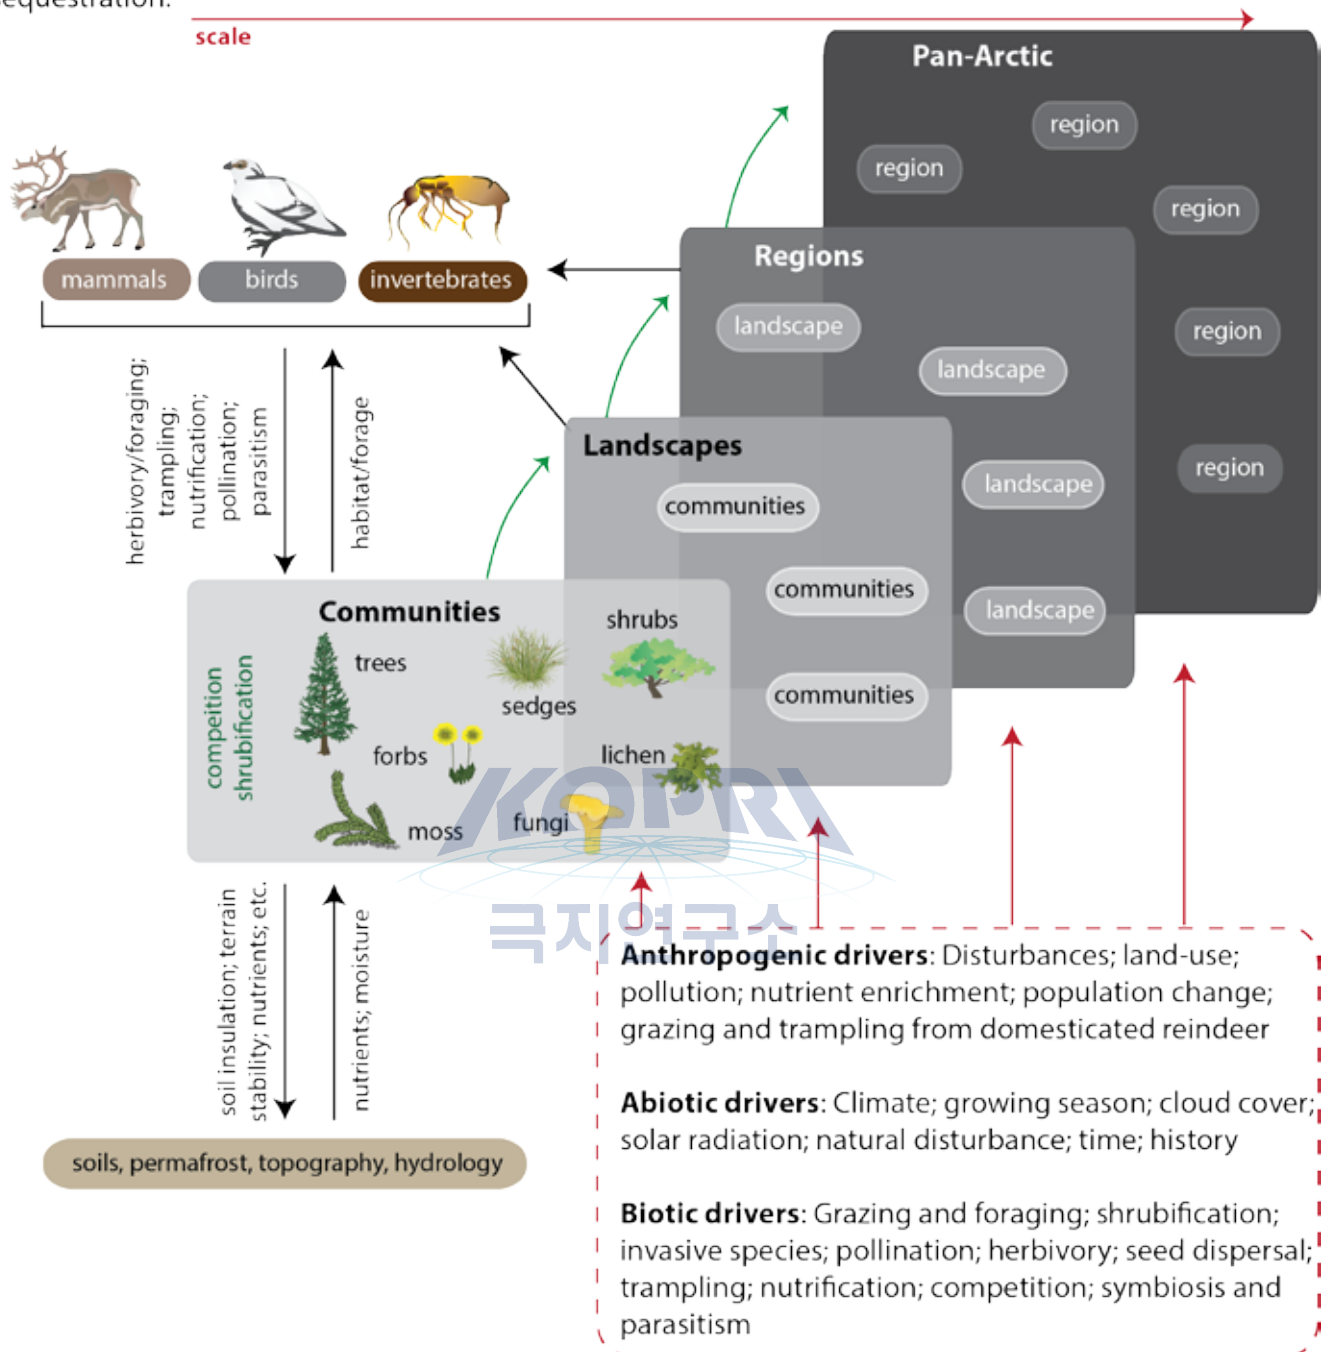 sequestration.
scale
Pan-Arctic
region
region
region
region
region
mammals
birds
invertebrates
Regions
landscape
landscape
landscape
landscape
herbivory/foraging;
trampling;
nutrification;
pollination;
parasitism
habitat/forage
Landscapes
communities
communities
communities
Communities
compeition
shrubification
trees
sedges
shrubs
forbs
lichen
moss
fungi
KOPRI
극지연구소
soil insulation; terrain
stability; nutrients; etc.
nutrients; moisture
soils, permafrost, topography, hydrology
Anthropogenic drivers: Disturbances; land-use;
pollution; nutrient enrichment; population change;
grazing and trampling from domesticated reindeer
Abiotic drivers: Climate; growing season; cloud cover;
solar radiation; natural disturbance; time; history
Biotic drivers: Grazing and foraging; shrubification;
invasive species; pollination; herbivory; seed dispersal;
trampling; nutrification; competition; symbiosis and
parasitism